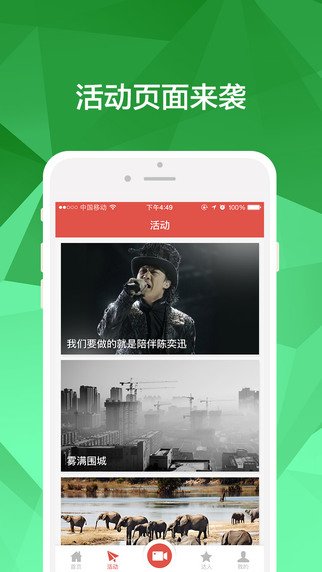 活动页面来袭
中国移动 下午4:49 100%
活动
我们要做的就是陪伴陈奕迅
雾满围城
首页 活动 达人 我的